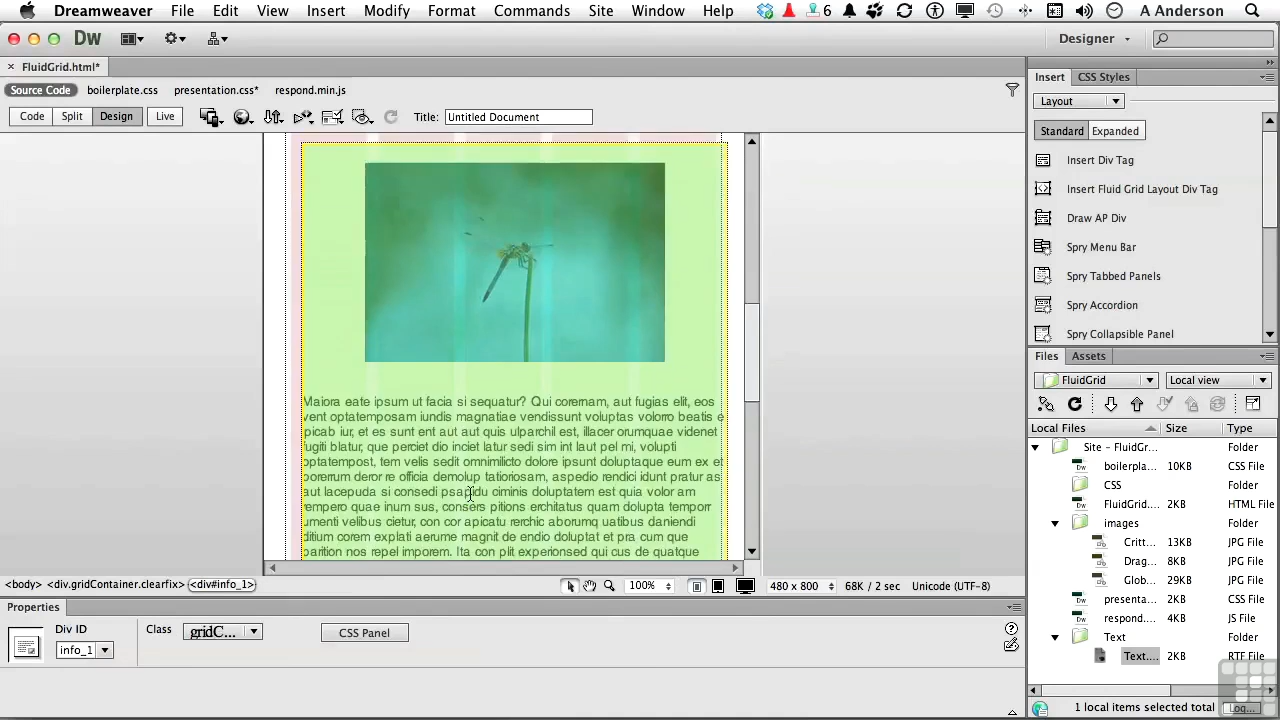 Dreamweaver File Edit View Insert Modify Format Commands Site Window Help 6 A Anderson
Dw Designer
FluidGrid.html*
Source Code boilerplate.css presentation.css* respond.min.js
Code Split Design Live Title: Untitled Document
Maiora eate ipsum ut facia si sequatur? Qui corernam, aut fugias elit, eos
vent optatemposam iundis magnatiae vendissunt voluptas volorro beatis e
ipicab iur, et es sunt ent aut aut quis ulparchil est, illacer orumquae videnet
fugiti blatur, que perciet dio inciet latur sedi sim int laut pel mi, volupti
optatempost, tem velis sedit omnimilicto dolore ipsunt doluptaque eum ex et
porerum deror re officia demolup tatioriosam, aspedio rendici idunt pratur as
aut lacepuda si consedi psapidu ciminis doluptatem est quia volor am
rempero quae inum sus, consers pitions erchitatus quam dolupta temporr
umenti velibus cietur, con cor apicatu rerchic aborumq uatibus daniendi
ditium corem explati aerume magnit de endio doluptat et pra cum que
parition nos repel imporem. Ita con plit experionsed qui cus de quatque
<body> <div.gridContainer.clearfix> <div#info_1> 100% 480 x 800 68K / 2 sec Unicode (UTF-8)
Properties
Div ID Class gridC... CSS Panel
info_1
Insert CSS Styles
Layout
Standard Expanded
Insert Div Tag
Insert Fluid Grid Layout Div Tag
Draw AP Div
Spry Menu Bar
Spry Tabbed Panels
Spry Accordion
Spry Collapsible Panel
Files Assets
FluidGrid Local view
Local Files Size Type
Site - FluidGr... Folder
boilerpla... 10KB CSS File
CSS Folder
FluidGrid.... 2KB HTML File
images Folder
Critt... 13KB JPG File
Drag... 8KB JPG File
Glob... 29KB JPG File
presenta... 2KB CSS File
respond.... 4KB JS File
Text Folder
Text.... 2KB RTF File
1 local items selected total Log...